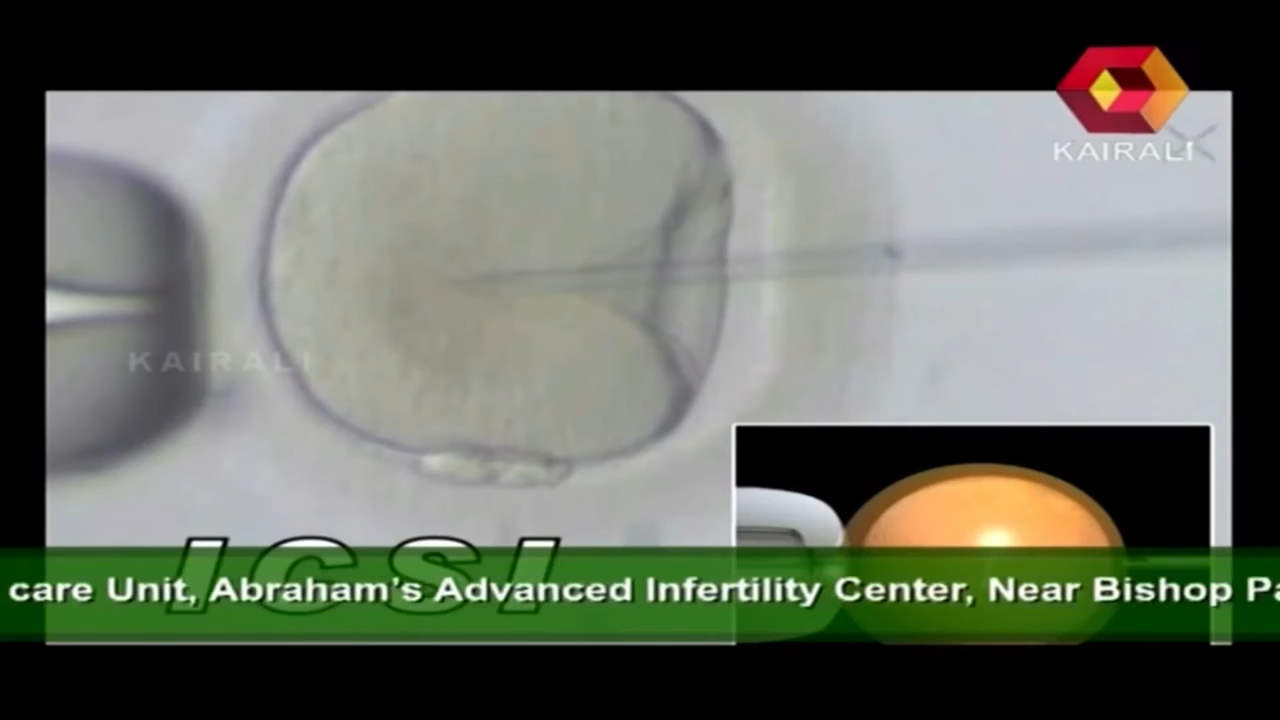 KAIRALI
KAIRALI
ICSI
care Unit, Abraham's Advanced Infertility Center, Near Bishop Pa